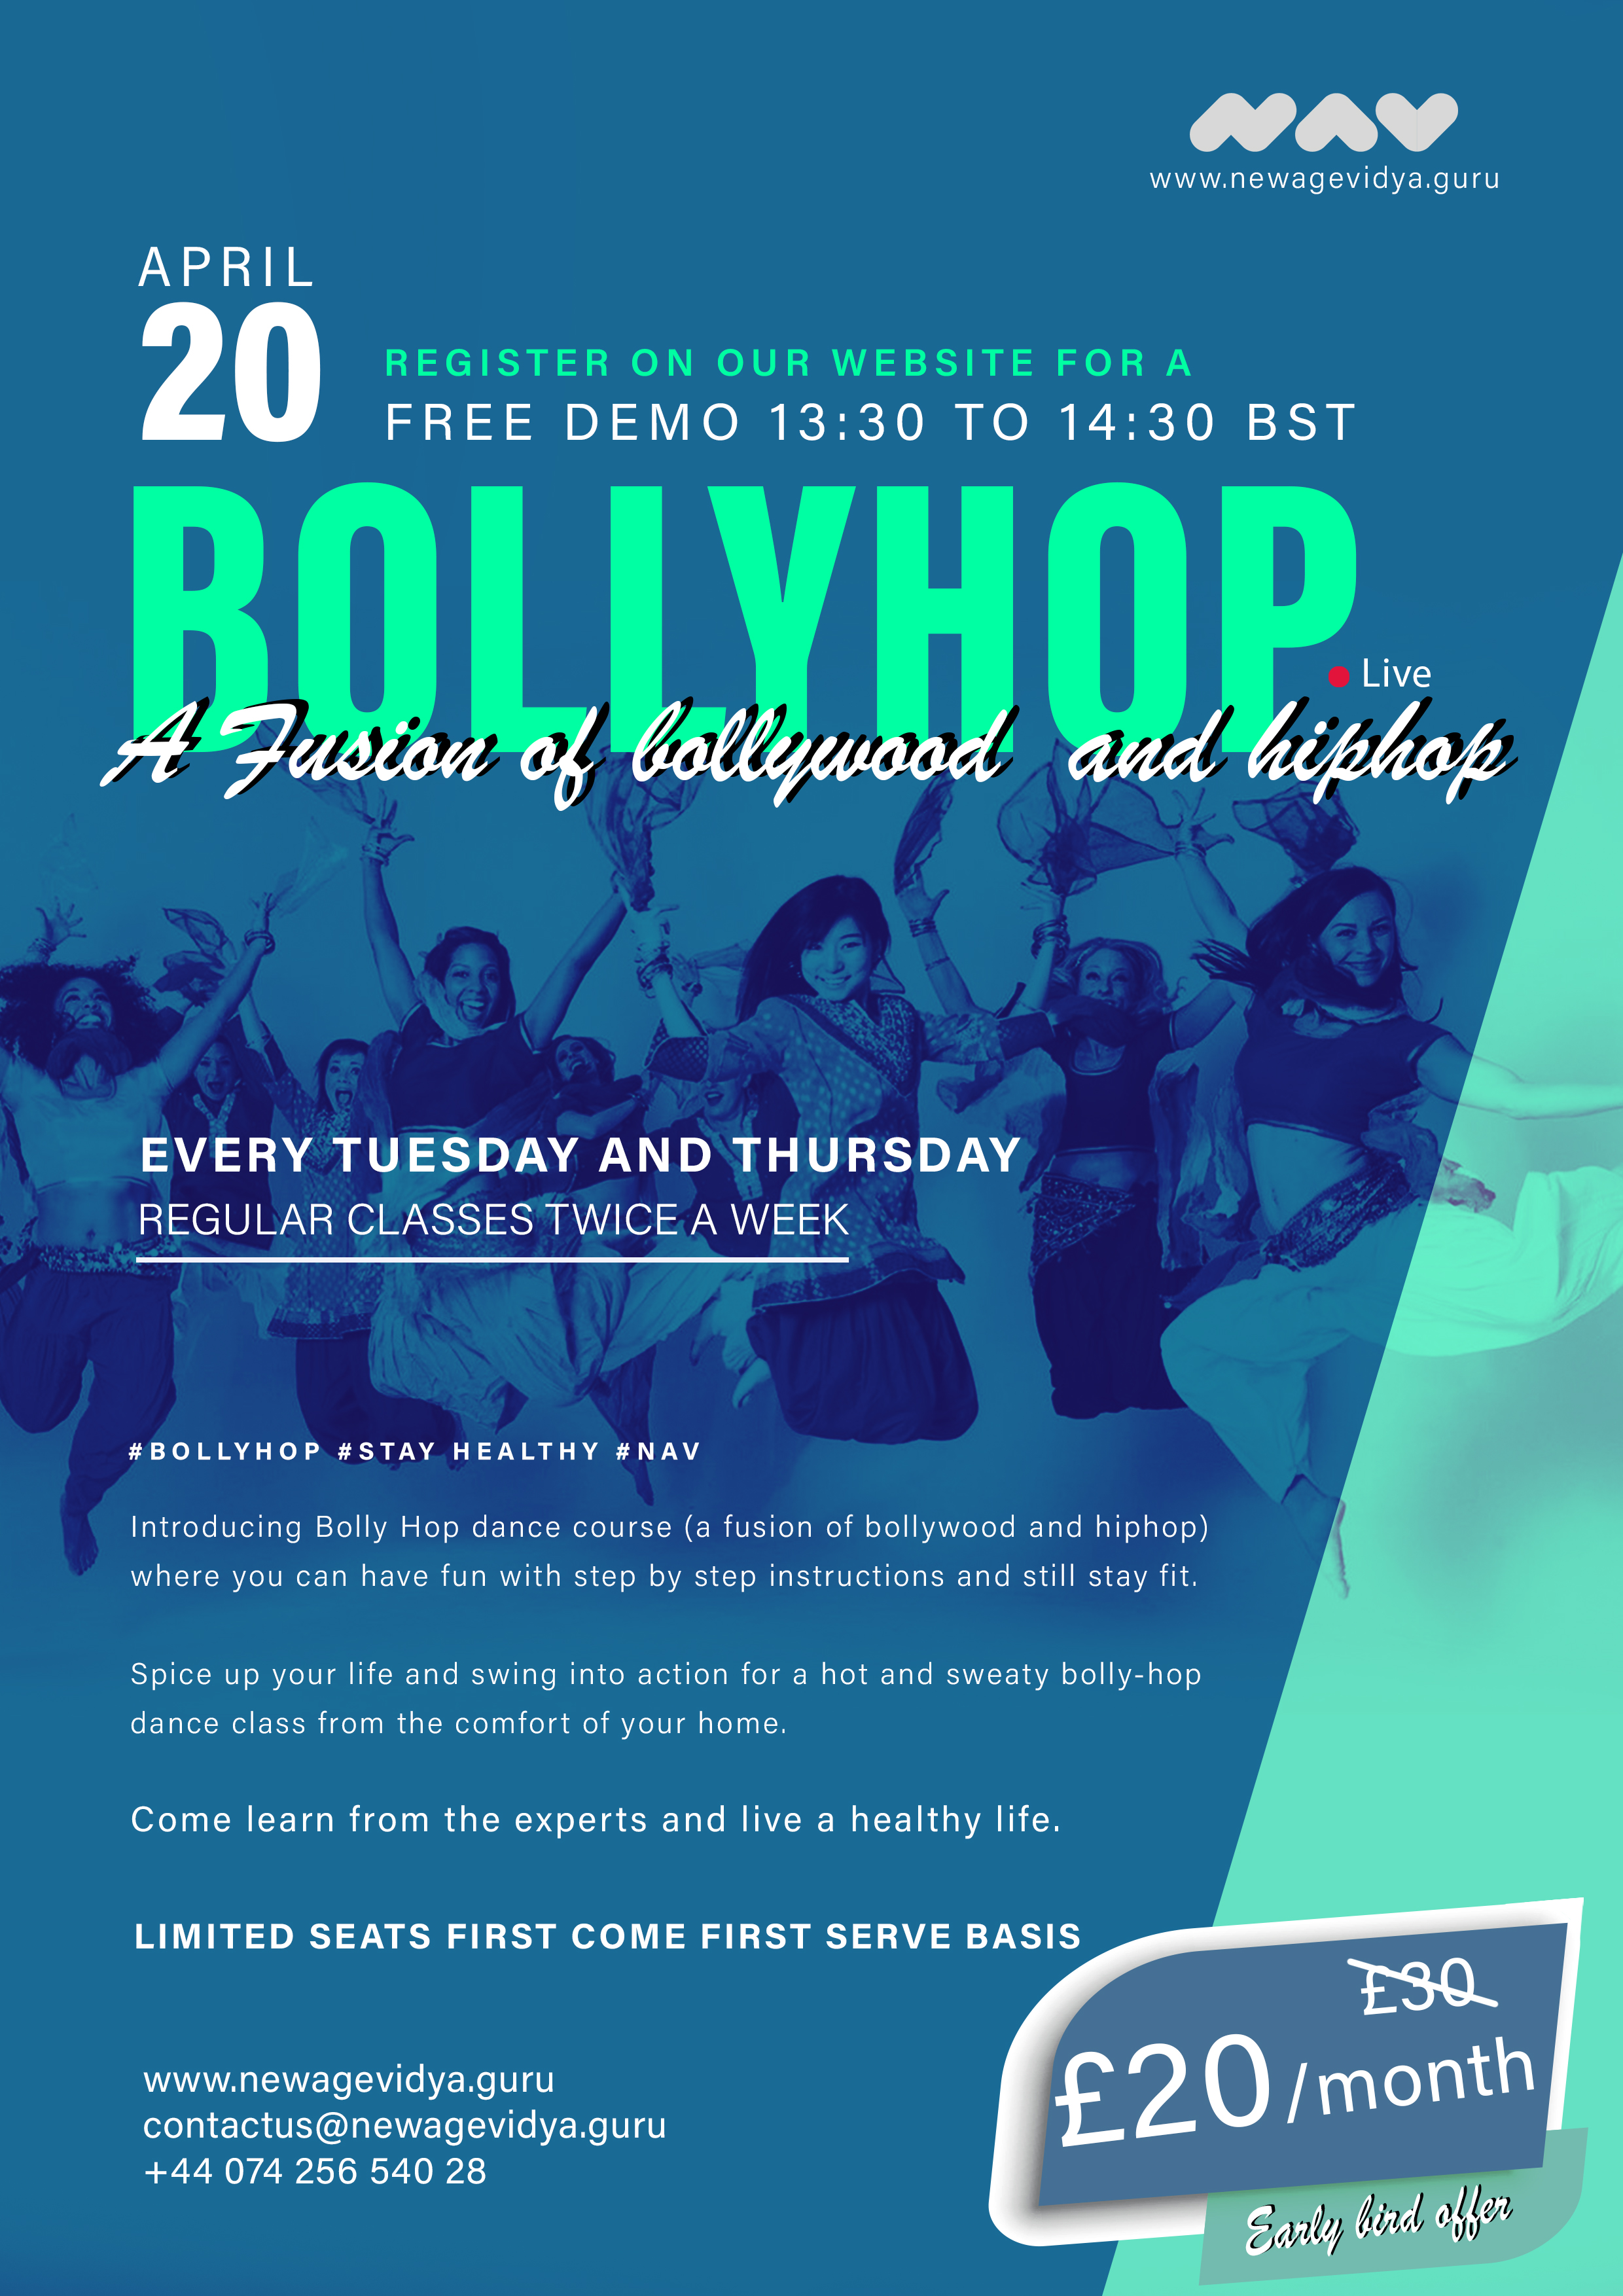 NAV
www.newagevidya.guru
APRIL
20
REGISTER ON OUR WEBSITE FOR A
FREE DEMO 13:30 TO 14:30 BST
BOLLYHOP
Live
A Fusion of bollywood and hiphop
EVERY TUESDAY AND THURSDAY
REGULAR CLASSES TWICE A WEEK
#BOLLYHOP #STAY HEALTHY #NAV
Introducing Bolly Hop dance course (a fusion of bollywood and hiphop)
where you can have fun with step by step instructions and still stay fit.
Spice up your life and swing into action for a hot and sweaty bolly-hop
dance class from the comfort of your home.
Come learn from the experts and live a healthy life.
LIMITED SEATS FIRST COME FIRST SERVE BASIS
£30
£20/month
Early bird offer
www.newagevidya.guru
contactus@newagevidya.guru
+44 074 256 540 28